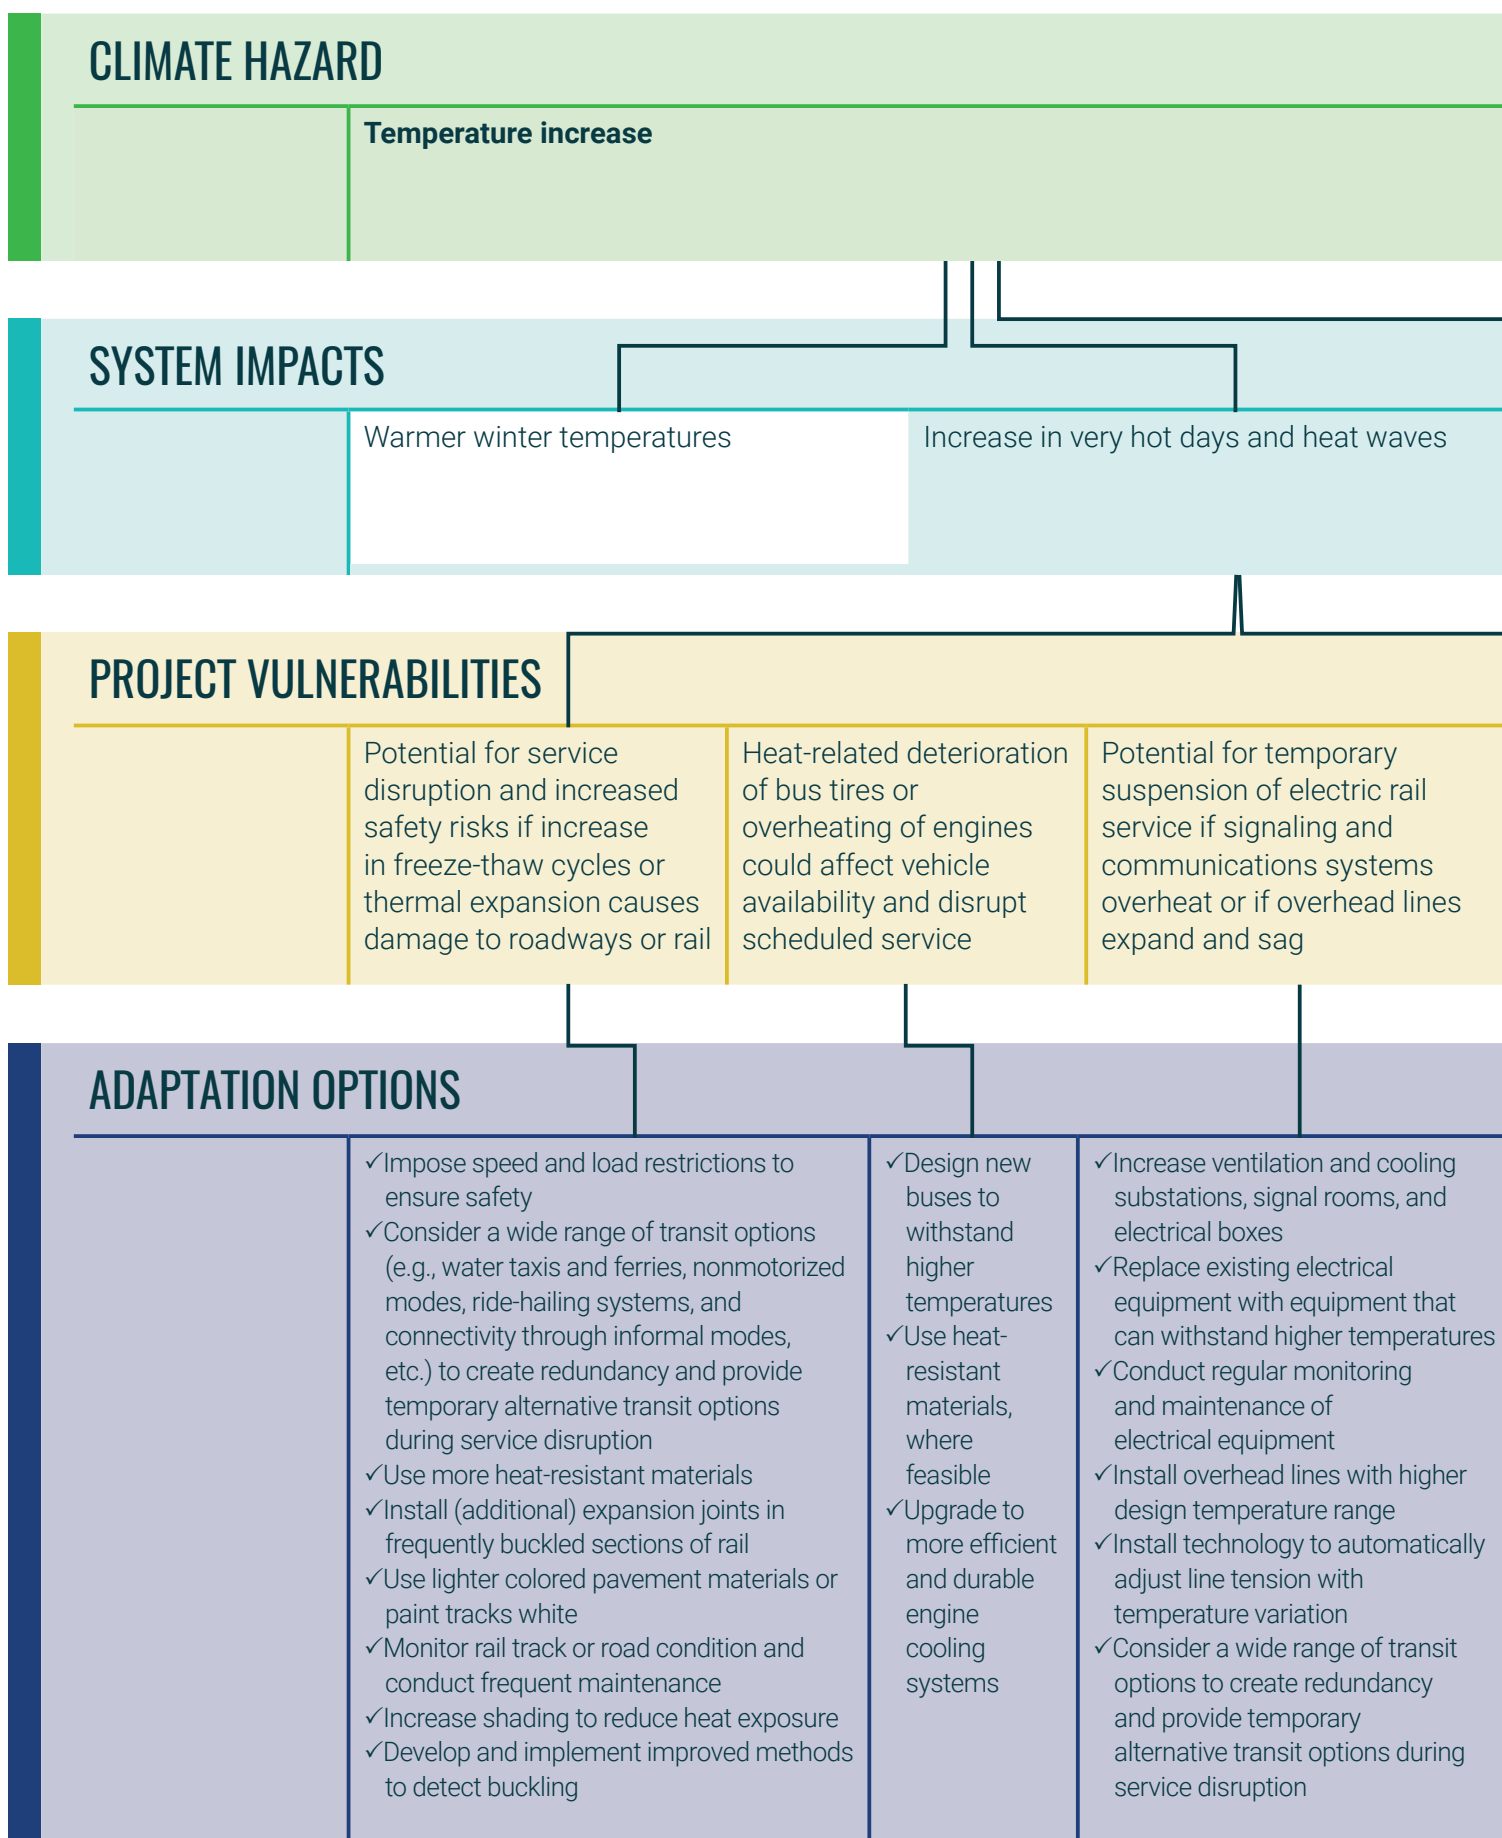 CLIMATE HAZARD
Temperature increase
SYSTEM IMPACTS
Warmer winter temperatures
Increase in very hot days and heat waves
PROJECT VULNERABILITIES
Potential for service
disruption and increased
safety risks if increase
in freeze-thaw cycles or
thermal expansion causes
damage to roadways or rail
Heat-related deterioration
of bus tires or
overheating of engines
could affect vehicle
availability and disrupt
scheduled service
Potential for temporary
suspension of electric rail
service if signaling and
communications systems
overheat or if overhead lines
expand and sag
ADAPTATION OPTIONS
✓Impose speed and load restrictions to
ensure safety
✓Consider a wide range of transit options
(e.g., water taxis and ferries, nonmotorized
modes, ride-hailing systems, and
connectivity through informal modes,
etc.) to create redundancy and provide
temporary alternative transit options
during service disruption
✓Use more heat-resistant materials
✓Install (additional) expansion joints in
frequently buckled sections of rail
✓Use lighter colored pavement materials or
paint tracks white
✓Monitor rail track or road condition and
conduct frequent maintenance
✓Increase shading to reduce heat exposure
✓Develop and implement improved methods
to detect buckling
✓Design new
buses to
withstand
higher
temperatures
✓Use heat-
resistant
materials,
where
feasible
✓Upgrade to
more efficient
and durable
engine
cooling
systems
✓Increase ventilation and cooling
substations, signal rooms, and
electrical boxes
✓Replace existing electrical
equipment with equipment that
can withstand higher temperatures
✓Conduct regular monitoring
and maintenance of
electrical equipment
✓Install overhead lines with higher
design temperature range
✓Install technology to automatically
adjust line tension with
temperature variation
✓Consider a wide range of transit
options to create redundancy
and provide temporary
alternative transit options during
service disruption